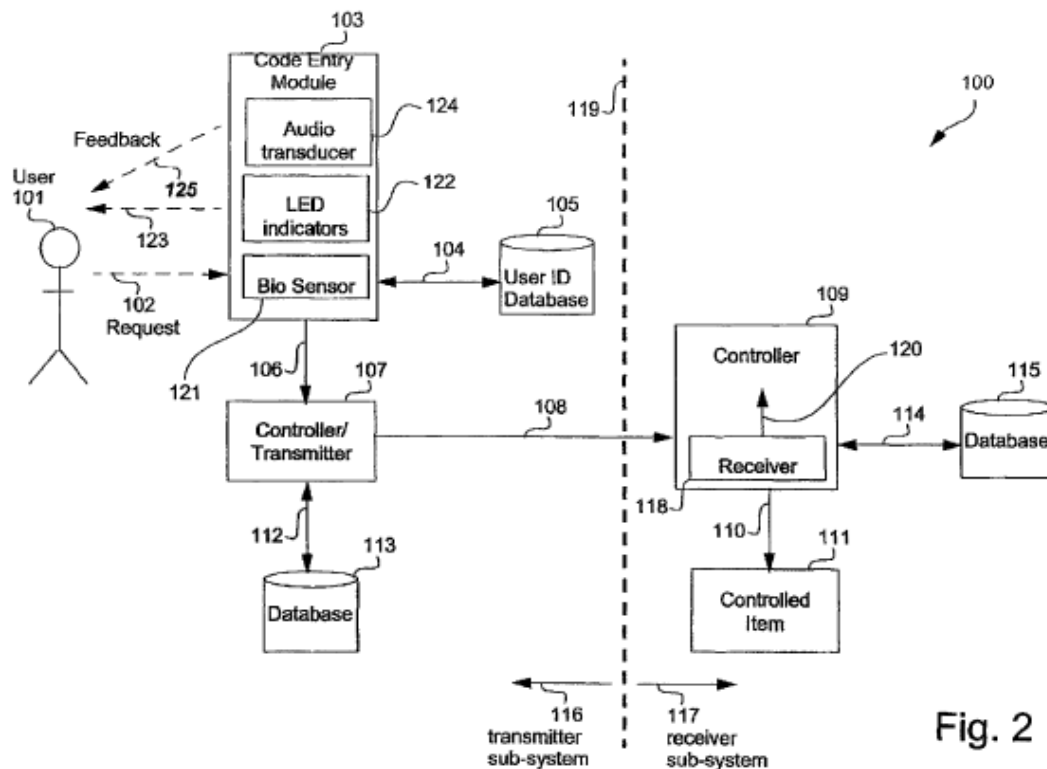 103
Code Entry
Module
124
Audio
transducer
Feedback
125
User
101
122
LED
indicators
123
102
Request
Bio Sensor
121
104
105
User ID
Database
119
100
106
107
Controller/
Transmitter
108
112
113
Database
109
Controller
120
Receiver
118
114
115
Database
110
111
Controlled
Item
116
transmitter
sub-system
117
receiver
sub-system
Fig. 2